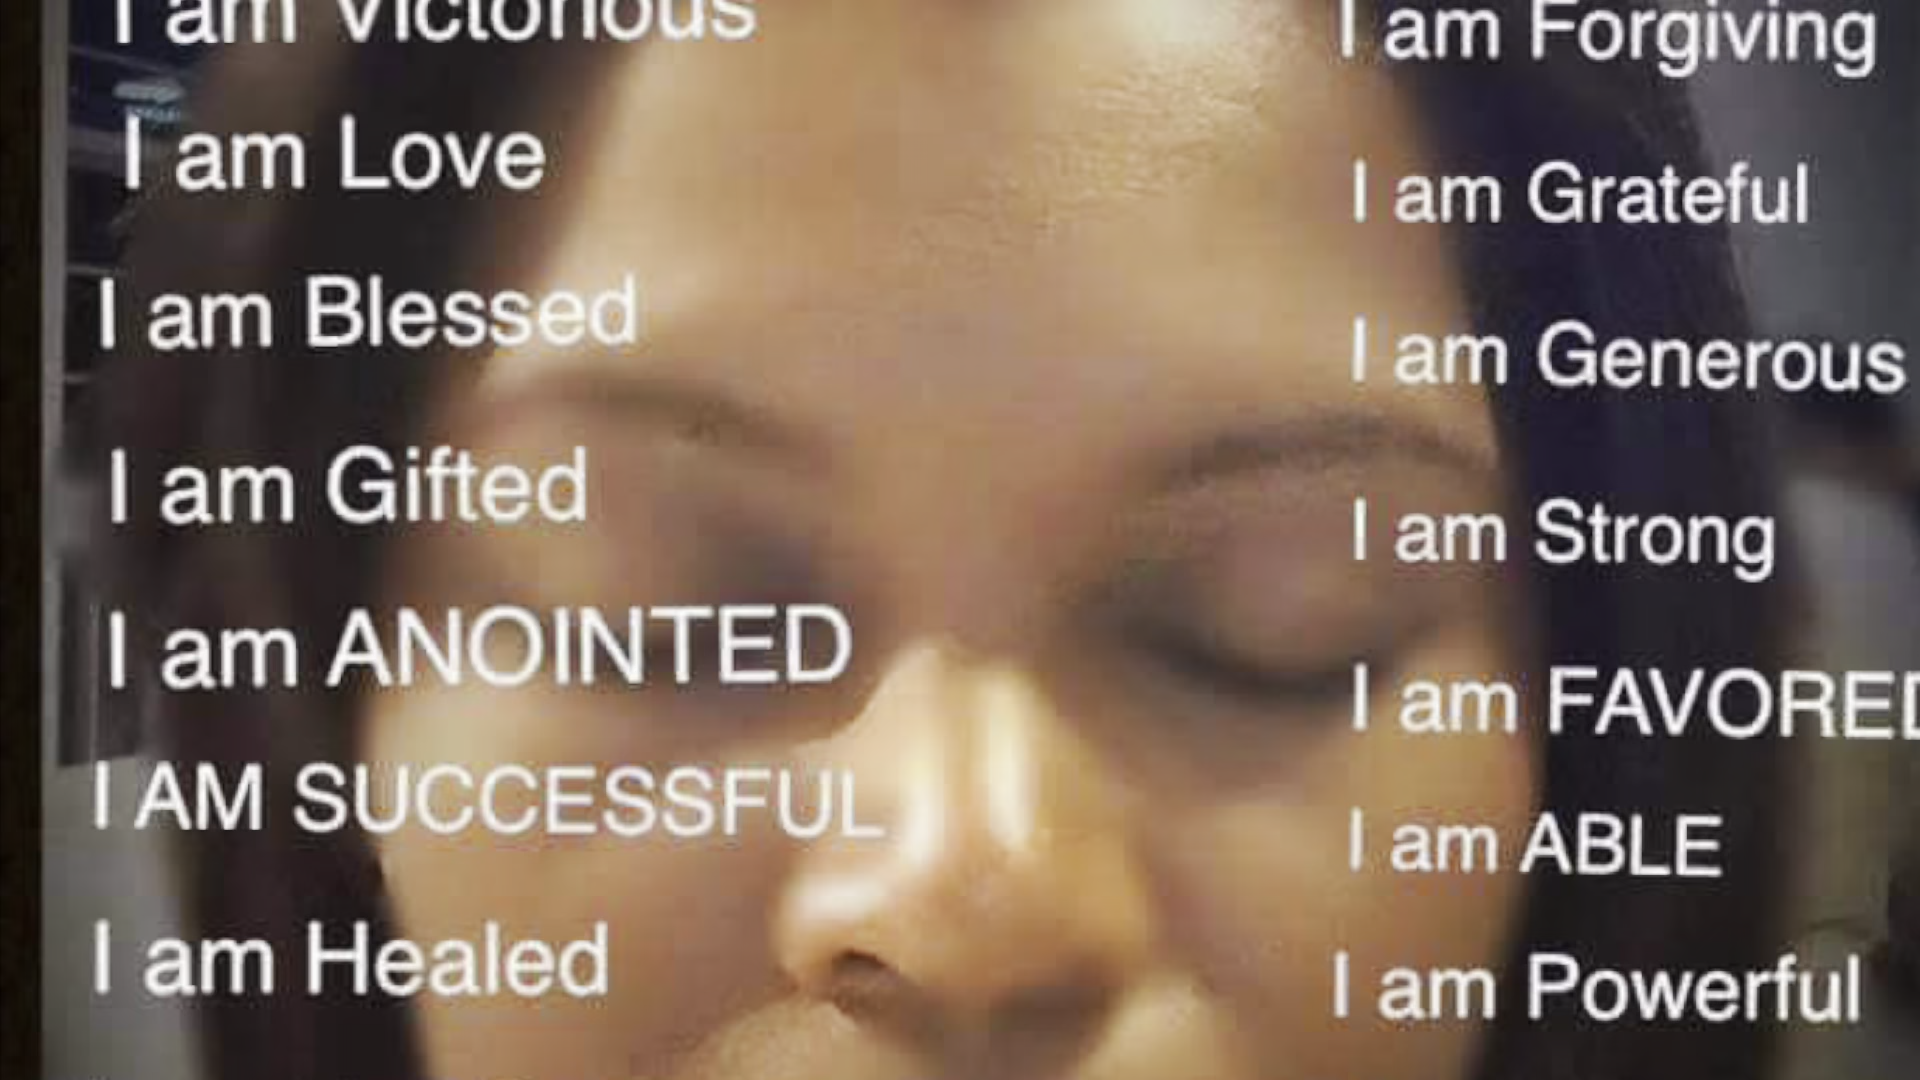 I am Victorious
I am Love
I am Blessed
I am Gifted
I am ANOINTED
I AM SUCCESSFUL
I am Healed
I am Forgiving
I am Grateful
I am Generous
I am Strong
I am FAVORED
I am ABLE
I am Powerful